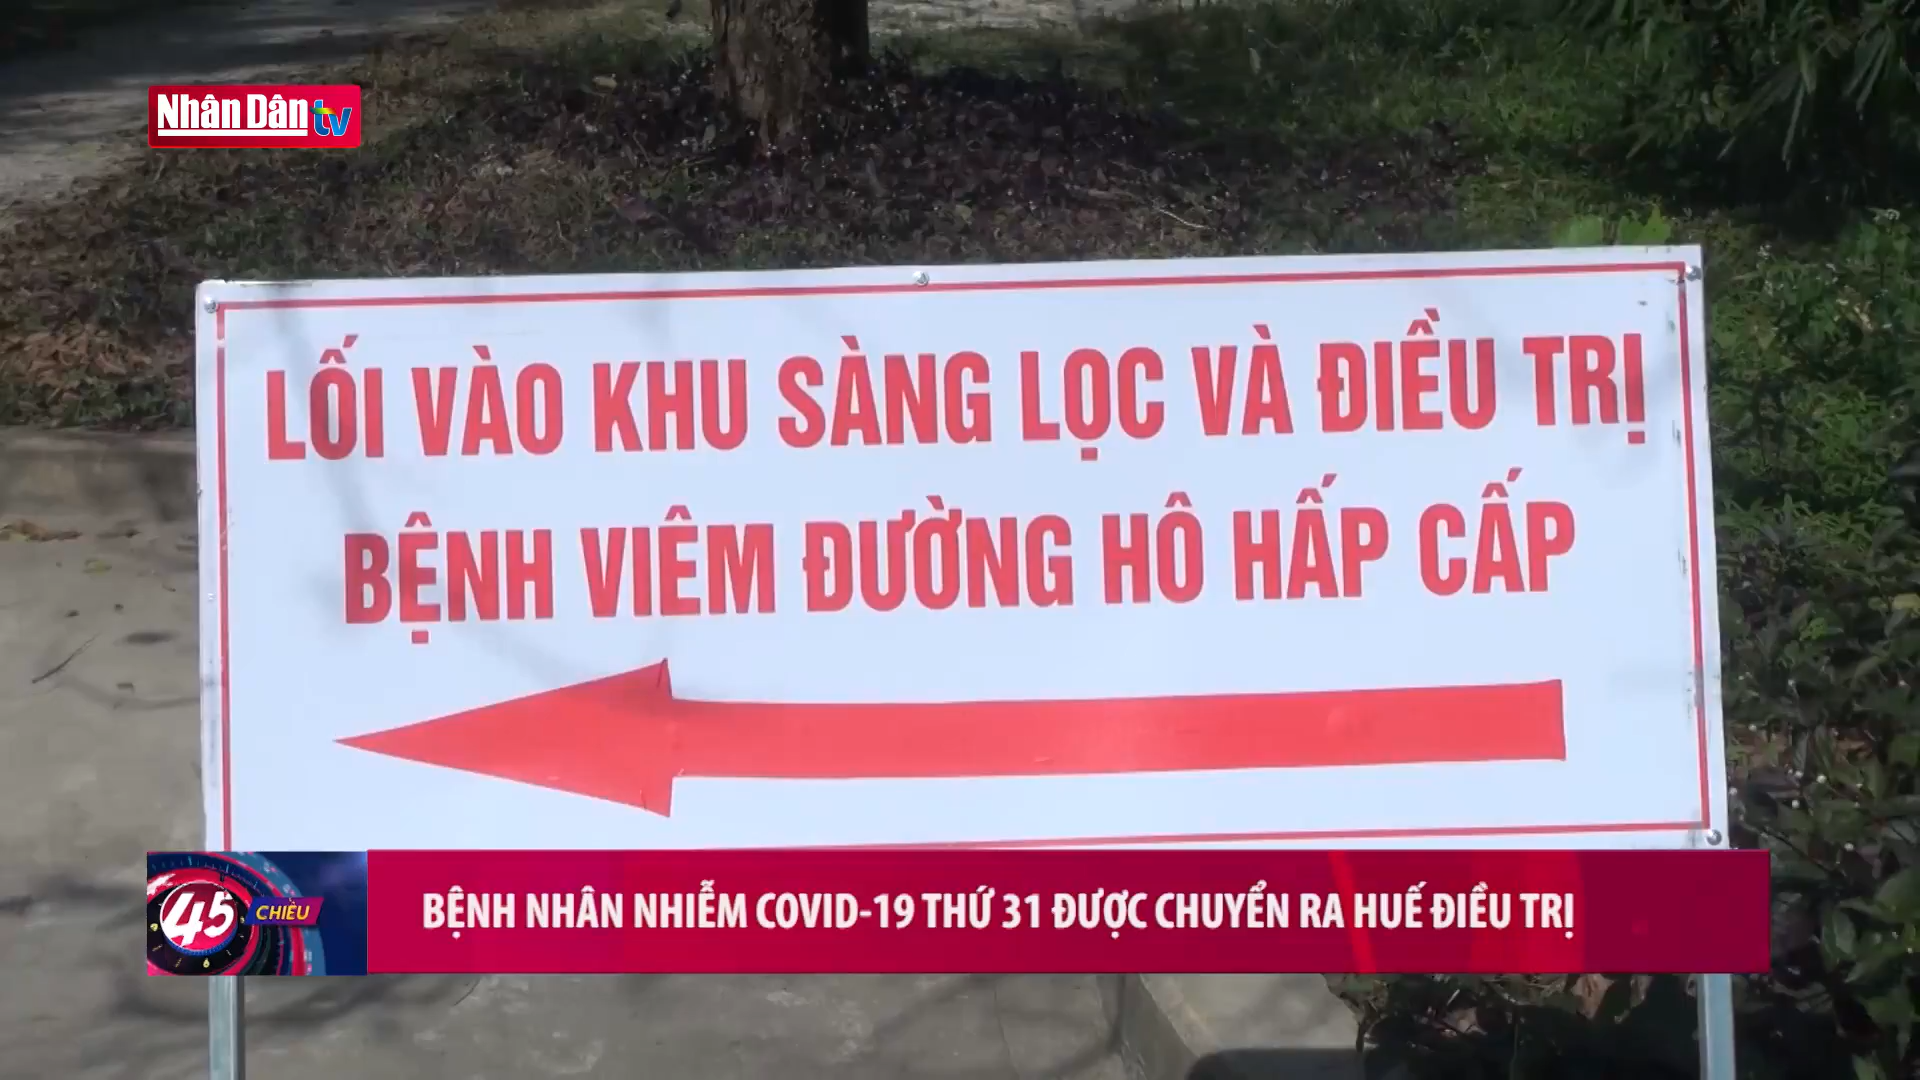 Nhân Dân tv
LỐI VÀO KHU SÀNG LỌC VÀ ĐIỀU TRỊ
BỆNH VIÊM ĐƯỜNG HÔ HẤP CẤP
45 CHIỀU
BỆNH NHÂN NHIỄM COVID-19 THỨ 31 ĐƯỢC CHUYỂN RA HUẾ ĐIỀU TRỊ